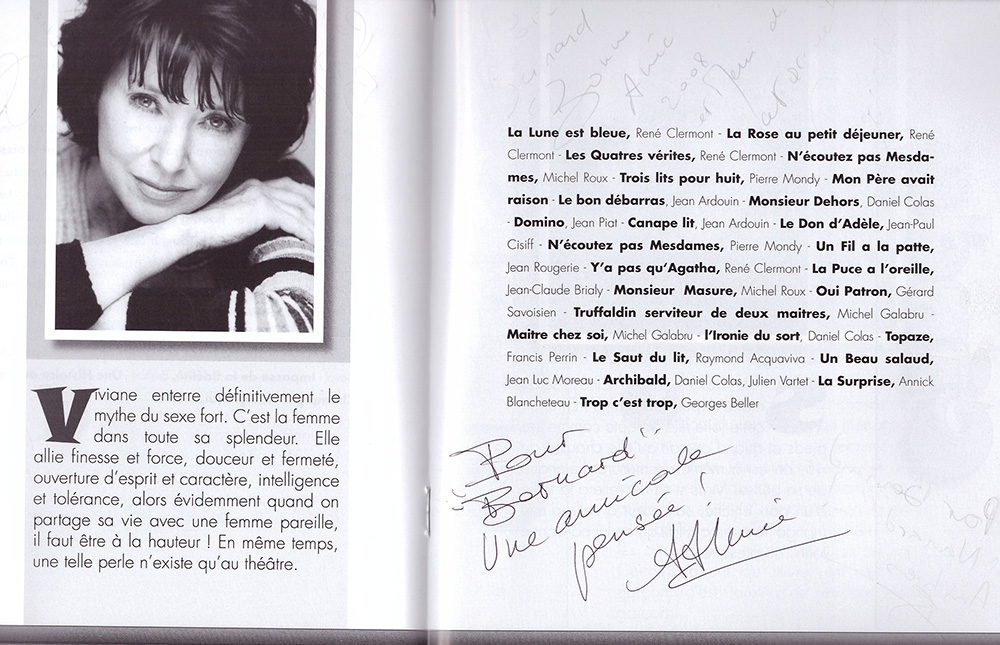 Viviane enterre définitivement le
mythe du sexe fort. C'est la femme
dans toute sa splendeur. Elle
allie finesse et force, douceur et fermeté,
ouverture d'esprit et caractère, intelligence
et tolérance, alors évidemment quand on
partage sa vie avec une femme pareille,
il faut être à la hauteur ! En même temps,
une telle perle n'existe qu'au théâtre.
La Lune est bleue, René Clermont - La Rose au petit déjeuner, René
Clermont - Les Quatres vérites, René Clermont - N'écoutez pas Mesda-
mes, Michel Roux - Trois lits pour huit, Pierre Mondy - Mon Père avait
raison - Le bon débarras, Jean Ardouin - Monsieur Dehors, Daniel Colas
- Domino, Jean Piat - Canape lit, Jean Ardouin - Le Don d'Adèle, Jean-Paul
Cisiff - N'écoutez pas Mesdames, Pierre Mondy - Un Fil a la patte,
Jean Rougerie - Y'a pas qu'Agatha, René Clermont - La Puce a l'oreille,
Jean-Claude Brialy - Monsieur Masure, Michel Roux - Oui Patron, Gérard
Savoisien - Truffaldin serviteur de deux maitres, Michel Galabru -
Maitre chez soi, Michel Galabru - l'Ironie du sort, Daniel Colas - Topaze,
Francis Perrin - Le Saut du lit, Raymond Acquaviva - Un Beau salaud,
Jean Luc Moreau - Archibald, Daniel Colas, Julien Vartet - La Surprise, Annick
Blancheteau - Trop c'est trop, Georges Beller
Pour
Bernard
Une amicale
pensée !